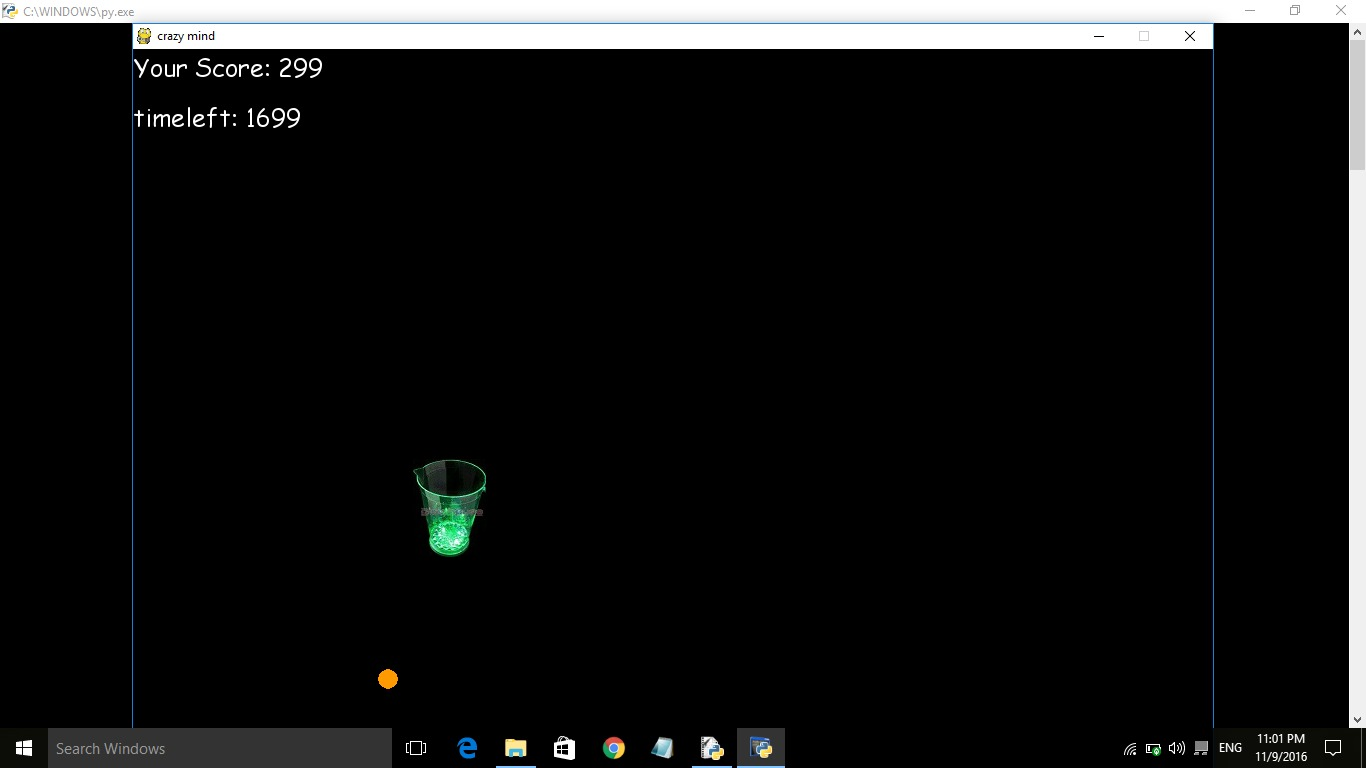 C:\WINDOWS\py.exe
crazy mind
Your Score: 299
timeleft: 1699
Search Windows
ENG
11:01 PM
11/9/2016